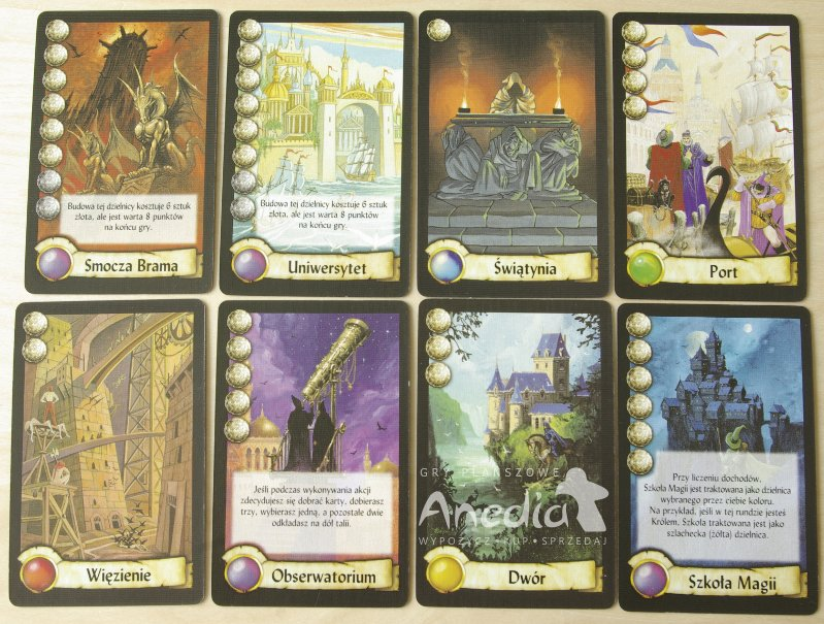 Budowa tej dzielnicy kosztuje 6 sztuk
złota, ale jest warta 8 punktów
na końcu gry.
Smocza Brama
Budowa tej dzielnicy kosztuje 6 sztuk
złota, ale jest warta 8 punktów
na końcu gry.
Uniwersytet
Świątynia
Port
Więzienie
Jeśli podczas wykonywania akcji
zdecydujesz się dobrać karty, dobierasz
trzy, wybierasz jedną, a pozostałe dwie
odkładasz na dół talii.
Obserwatorium
GRY PLANSZOWE
Anedia
WYPOŻYCZ • KUP • SPRZEDAJ
Dwór
Przy liczeniu dochodów,
Szkoła Magii jest traktowana jako dzielnica
wybranego przez ciebie koloru.
Na przykład, jeśli w tej rundzie jesteś
Królem, Szkoła traktowana jest jako
szlachecka (żółta) dzielnica.
Szkoła Magii